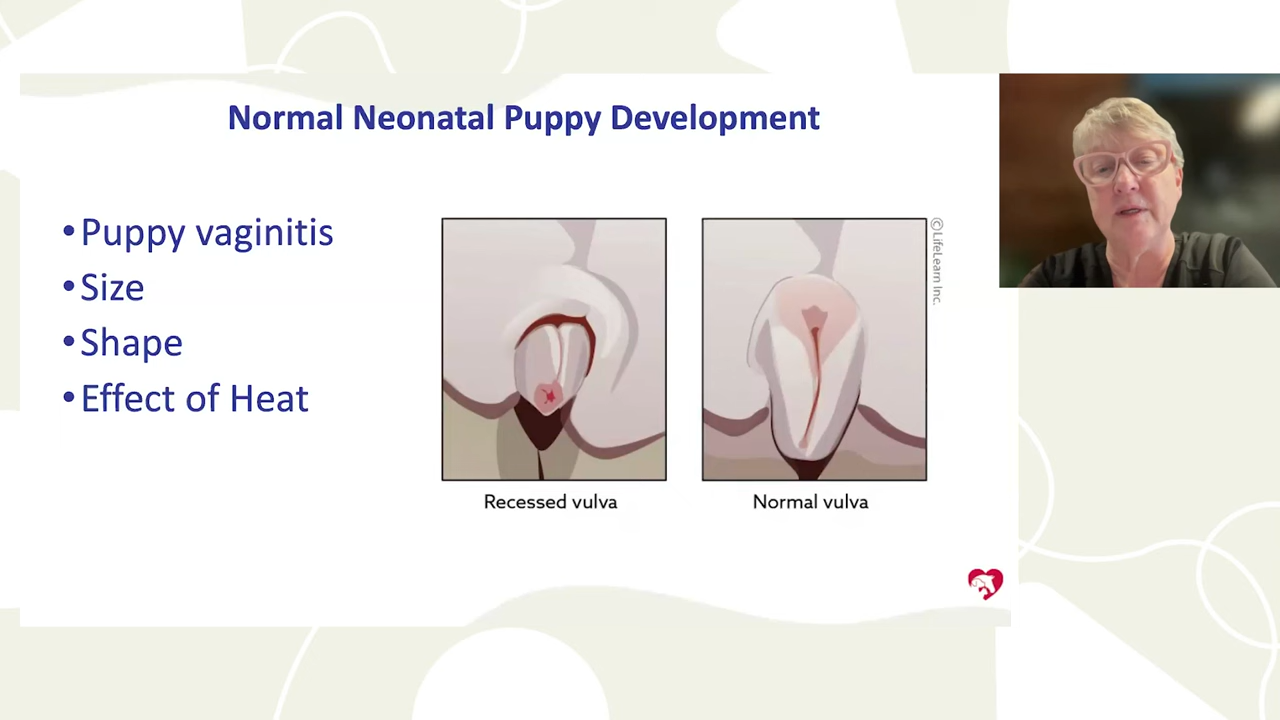 Normal Neonatal Puppy Development
•Puppy vaginitis
•Size
•Shape
•Effect of Heat
©LifeLearn Inc.
Recessed vulva
Normal vulva